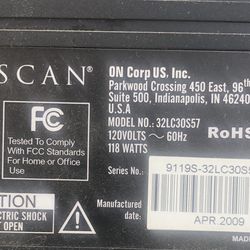 SCAN®
ON Corp US. Inc.
Parkwood Crossing 450 East, 96th
Suite 500, Indianapolis, IN 46240
U.S.A
MODEL NO.: 32LC30S57
120VOLTS ~ 60Hz
118 WATTS
RoHS
FC
Tested To Comply
With FCC Standards
For Home or Office
Use
Series No.:
9119S-32LC30S
TION
CTRIC SHOCK
T OPEN
Manufactured
date:
APR.2009
MAD